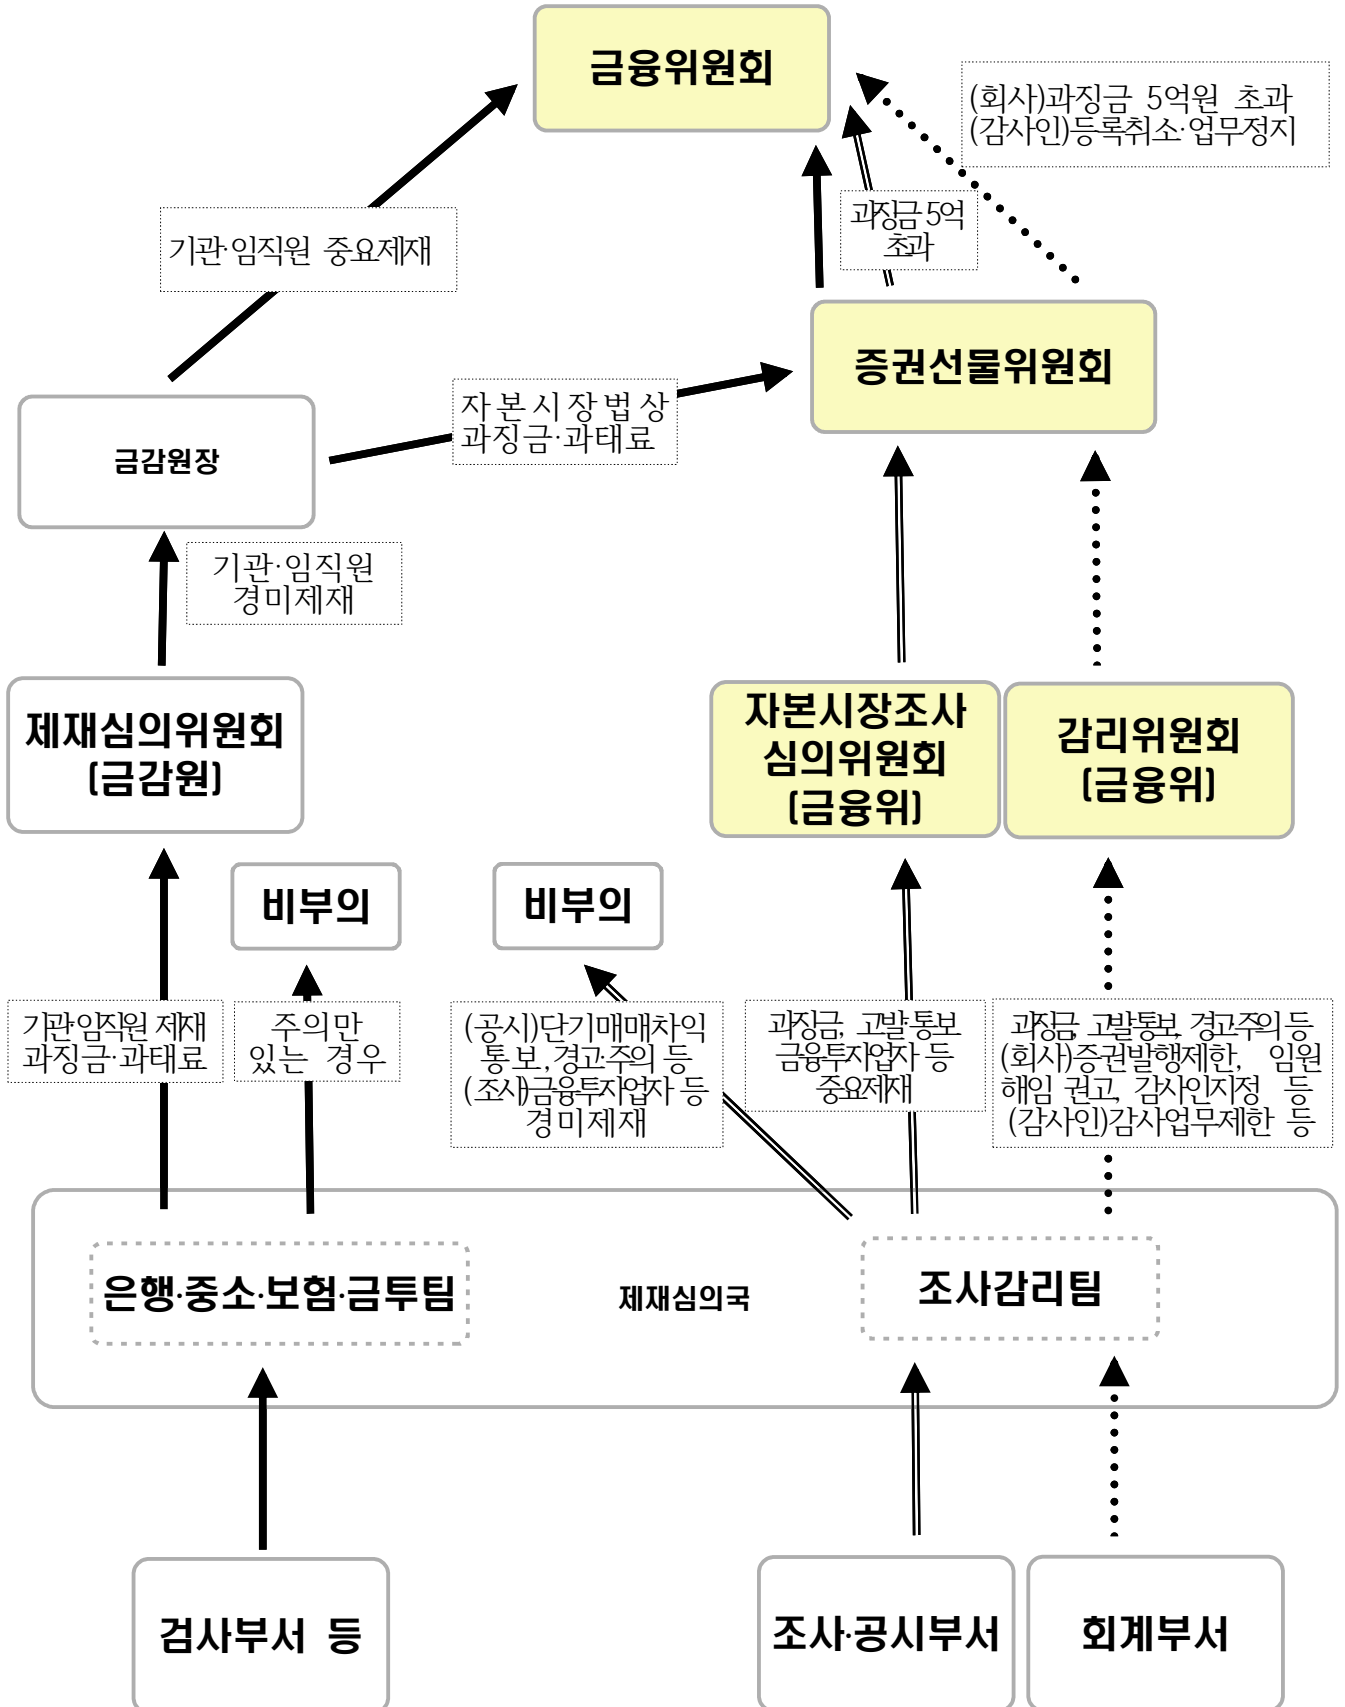 금융위원회
(회사)과징금 5억원 초과
(감사인)등록취소·업무정지
과징금 5억
초과
기관·임직원 중요제재
증권선물위원회
자본시장법상
과징금·과태료
금감원장
기관·임직원
경미제재
제재심의위원회
(금감원)
자본시장조사
심의위원회
(금융위)
감리위원회
(금융위)
비부의
비부의
기관·임직원 제재
과징금·과태료
주의만
있는 경우
(공시)단기매매차익
통보, 경고·주의 등
(조사)금융투자업자 등
경미제재
과징금, 고발·통보
금융투자업자 등
중요제재
과징금, 고발·통보, 경고·주의 등
(회사)증권발행제한, 임원
해임 권고, 감사인지정 등
(감사인)감사업무제한 등
은행·중소·보험·금투팀
제재심의국
조사감리팀
검사부서 등
조사·공시부서
회계부서